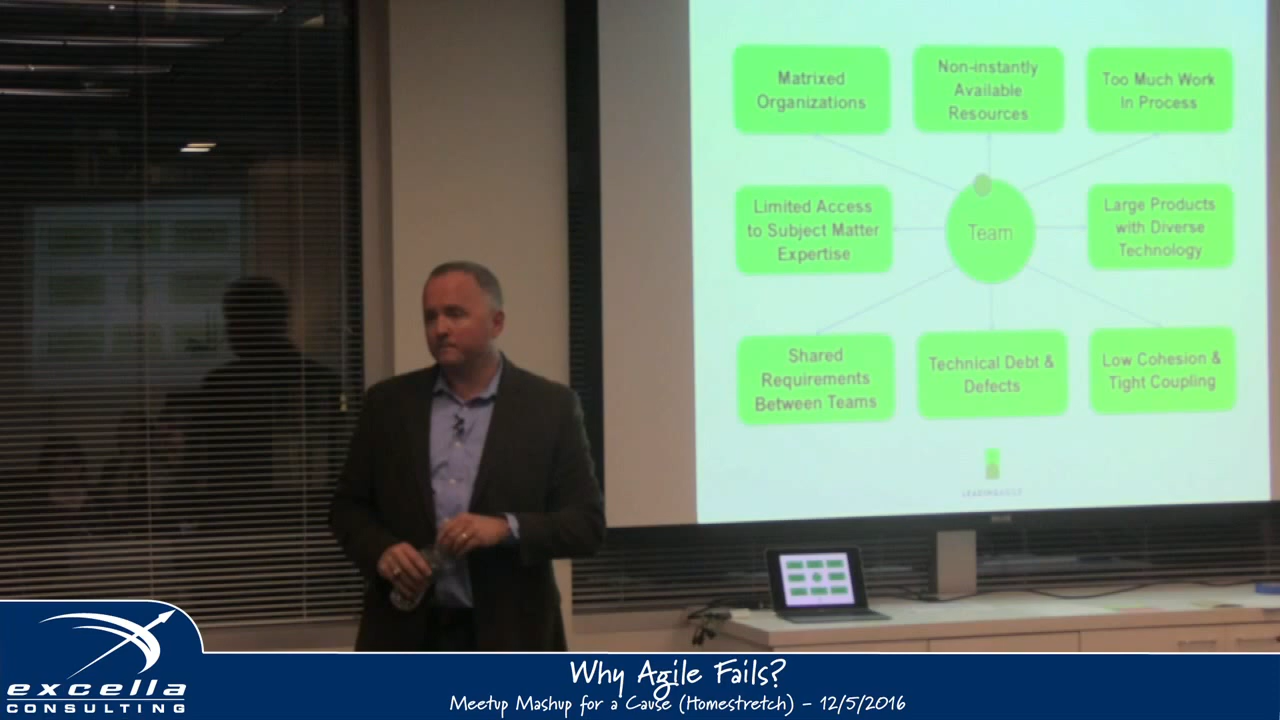 Matrixed
Organizations
Non-instantly
Available
Resources
Too Much Work
In Process
Limited Access
to Subject Matter
Expertise
Team
Large Products
with Diverse
Technology
Shared
Requirements
Between Teams
Technical Debt &
Defects
Low Cohesion &
Tight Coupling
LEADINGAGILE
excella
CONSULTING
Why Agile Fails?
Meetup Mashup for a Cause (Homestretch) - 12/5/2016